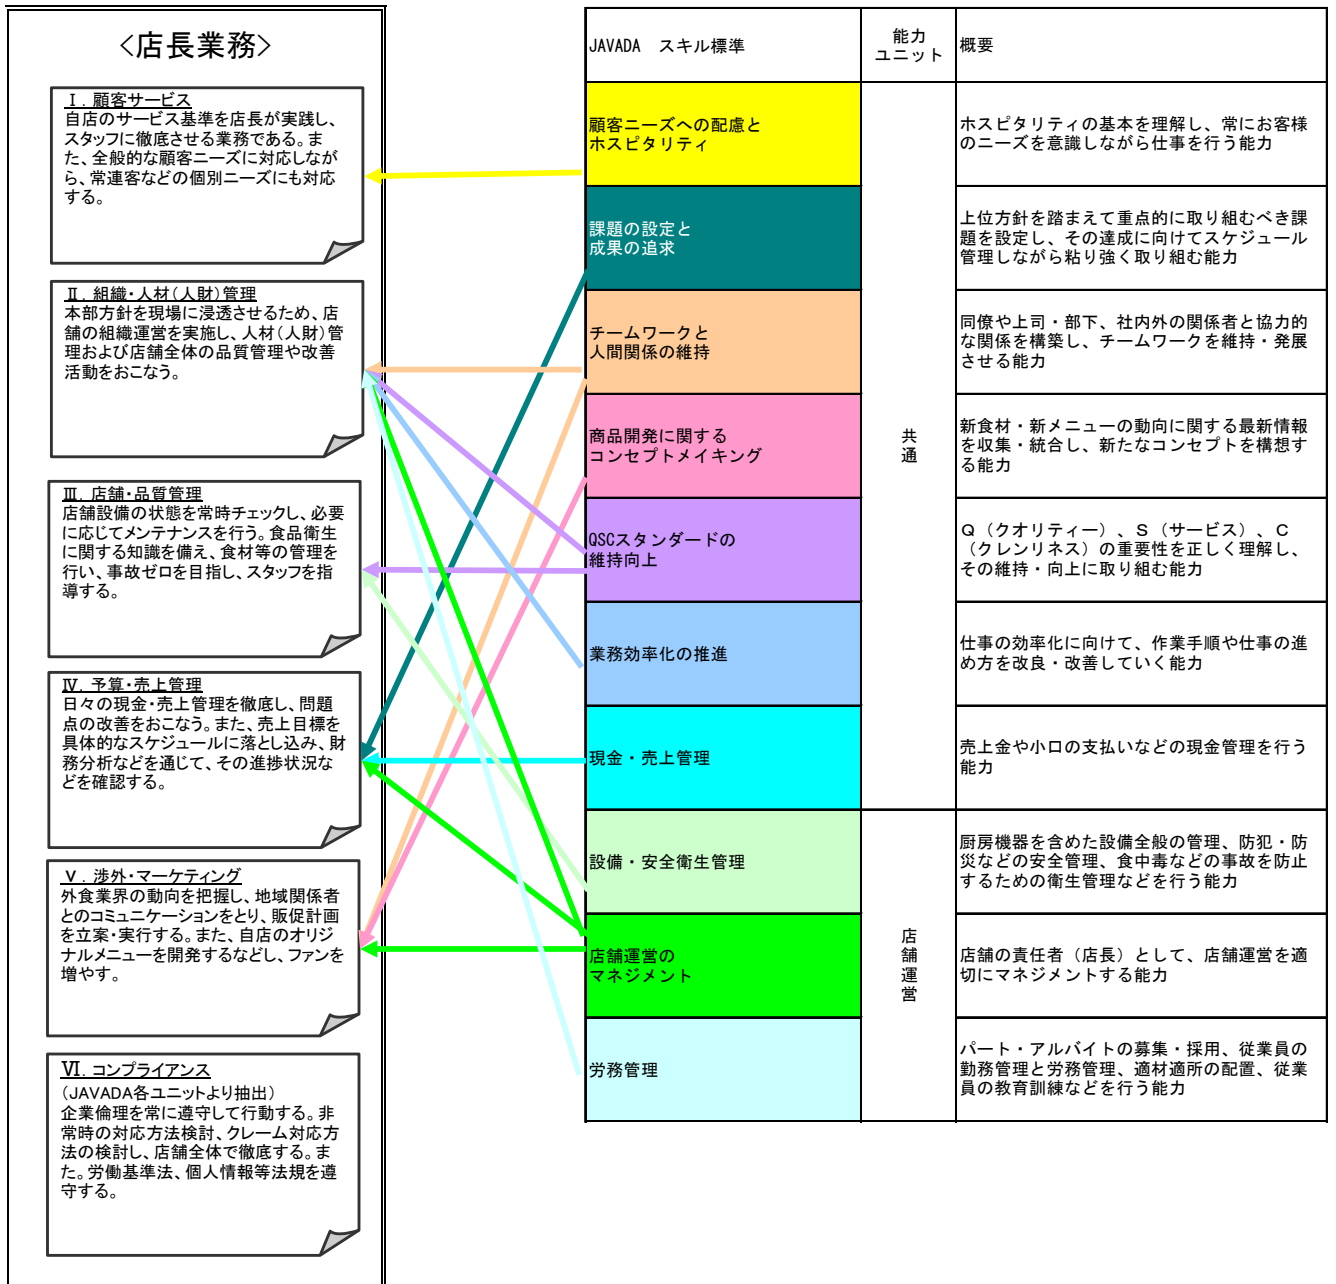 <店長業務>
Ⅰ．顧客サービス
自店のサービス基準を店長が実践し、
スタッフに徹底させる業務である。ま
た、全般的な顧客ニーズに対応しなが
ら、常連客などの個別ニーズにも対応
する。
Ⅱ．組織・人材（人財）管理
本部方針を現場に浸透させるため、店
舗の組織運営を実施し、人材（人財）管
理および店舗全体の品質管理や改善
活動をおこなう。
Ⅲ．店舗・品質管理
店舗設備の状態を常時チェックし、必要
に応じてメンテナンスを行う。食品衛生
に関する知識を備え、食材等の管理を
行い、事故ゼロを目指し、スタッフを指
導する。
Ⅳ．予算・売上管理
日々の現金・売上管理を徹底し、問題
点の改善をおこなう。また、売上目標を
具体的なスケジュールに落とし込み、財
務分析などを通じて、その進捗状況な
どを確認する。
Ⅴ．渉外・マーケティング
外食業界の動向を把握し、地域関係者
とのコミュニケーションをとり、販促計画
を立案・実行する。また、自店のオリジ
ナルメニューを開発するなどし、ファンを
増やす。
Ⅵ．コンプライアンス
（JAVADA各ユニットより抽出）
企業倫理を常に遵守して行動する。非
常時の対応方法検討、クレーム対応方
法の検討し、店舗全体で徹底する。ま
た。労働基準法、個人情報等法規を遵
守する。
JAVADA　スキル標準
能力
ユニット
概要
顧客ニーズへの配慮と
ホスピタリティ
ホスピタリティの基本を理解し、常にお客様
のニーズを意識しながら仕事を行う能力
課題の設定と
成果の追求
上位方針を踏まえて重点的に取り組むべき課
題を設定し、その達成に向けてスケジュール
管理しながら粘り強く取り組む能力
チームワークと
人間関係の維持
同僚や上司・部下、社内外の関係者と協力的
な関係を構築し、チームワークを維持・発展
させる能力
商品開発に関する
コンセプトメイキング
共
通
新食材・新メニューの動向に関する最新情報
を収集・統合し、新たなコンセプトを構想す
る能力
QSCスタンダードの
維持向上
Ｑ（クオリティー）、Ｓ（サービス）、Ｃ
（クレンリネス）の重要性を正しく理解し、
その維持・向上に取り組む能力
業務効率化の推進
仕事の効率化に向けて、作業手順や仕事の進
め方を改良・改善していく能力
現金・売上管理
売上金や小口の支払いなどの現金管理を行う
能力
設備・安全衛生管理
厨房機器を含めた設備全般の管理、防犯・防
災などの安全管理、食中毒などの事故を防止
するための衛生管理などを行う能力
店舗運営の
マネジメント
店
舗
運
営
店舗の責任者（店長）として、店舗運営を適
切にマネジメントする能力
労務管理
パート・アルバイトの募集・採用、従業員の
勤務管理と労務管理、適材適所の配置、従業
員の教育訓練などを行う能力